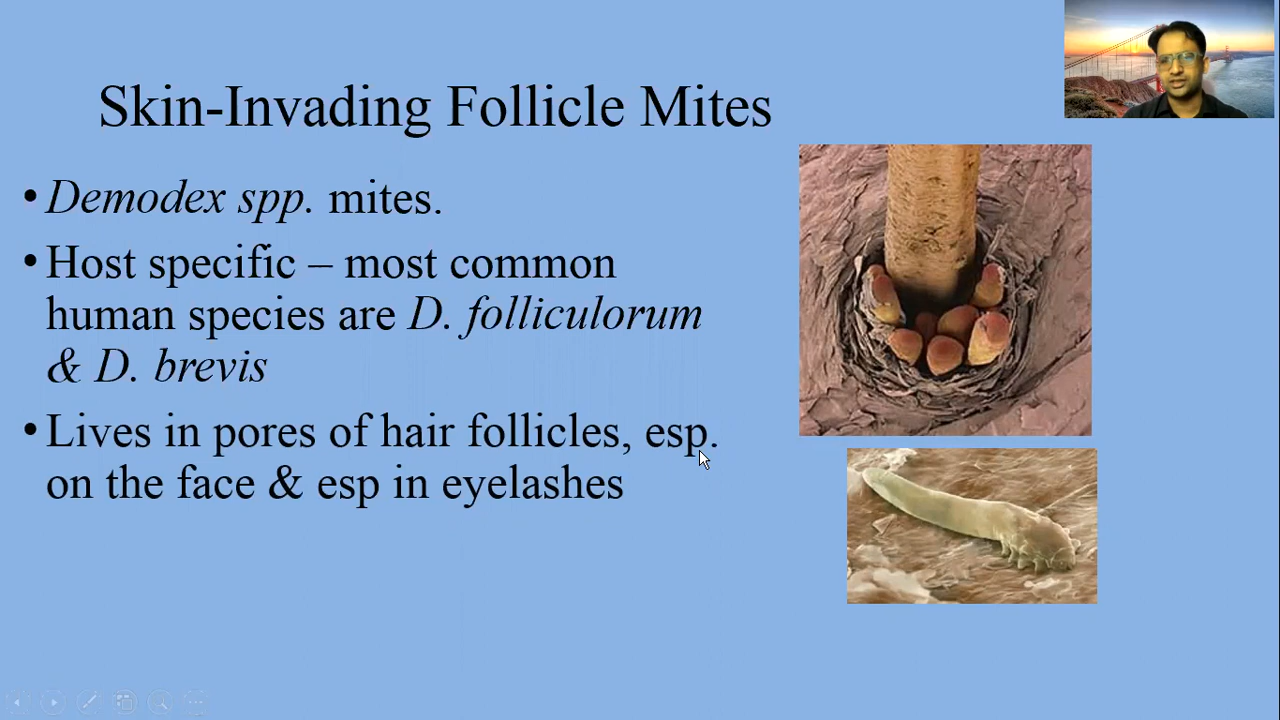 Skin-Invading Follicle Mites
• Demodex spp. mites.
• Host specific – most common
human species are D. folliculorum
& D. brevis
• Lives in pores of hair follicles, esp.
on the face & esp in eyelashes